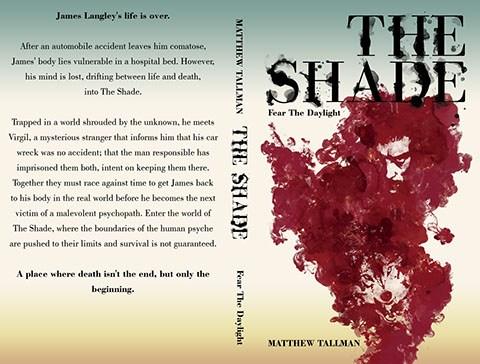 James Langley's life is over.
After an automobile accident leaves him comatose,
James' body lies vulnerable in a hospital bed. However,
his mind is lost, drifting between life and death,
into The Shade.
Trapped in a world shrouded by the unknown, he meets
Virgil, a mysterious stranger that informs him that his car
wreck was no accident; that the man responsible has
imprisoned them both, intent on keeping them there.
Together they must race against time to get James back
to his body in the real world before he becomes the next
victim of a malevolent psychopath. Enter the world of
The Shade, where the boundaries of the human psyche
are pushed to their limits and survival is not guaranteed.
A place where death isn't the end, but only the
beginning.
MATTHEW TALLMAN
THE SHADE
Fear The Daylight
THE
SHADE
Fear The Daylight
MATTHEW TALLMAN